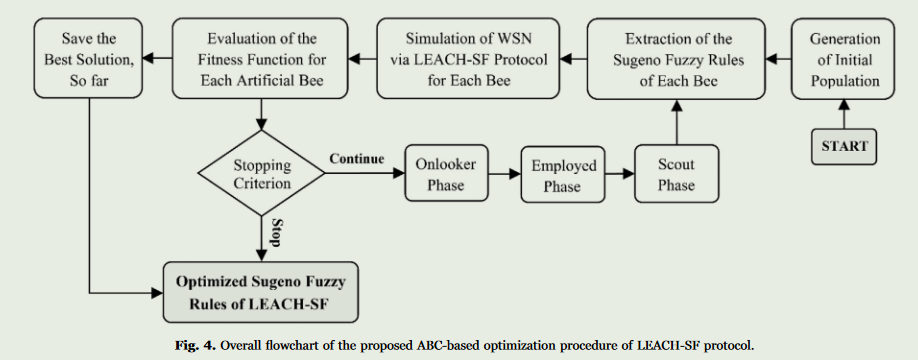 Save the
Best Solution,
So far
Evaluation of the
Fitness Function for
Each Artificial Bee
Simulation of WSN
via LEACH-SF Protocol
for Each Bee
Extraction of the
Sugeno Fuzzy Rules
of Each Bee
Generation
of Initial
Population
START
Stopping
Criterion
Continue
Onlooker
Phase
Employed
Phase
Scout
Phase
Stop
Optimized Sugeno Fuzzy
Rules of LEACH-SF
Fig. 4. Overall flowchart of the proposed ABC-based optimization procedure of LEACH-SF protocol.